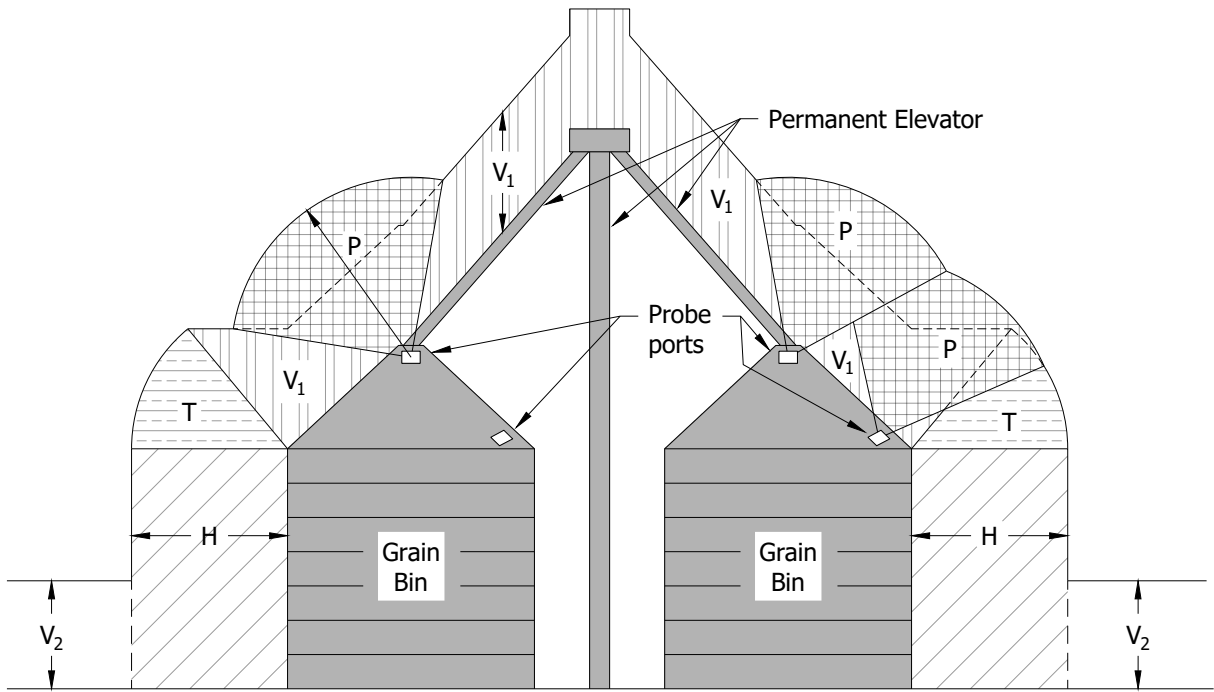 Permanent Elevator
V1
V1
P
P
Probe
ports
V1
V1
P
T
T
H
H
Grain
Bin
Grain
Bin
V2
V2